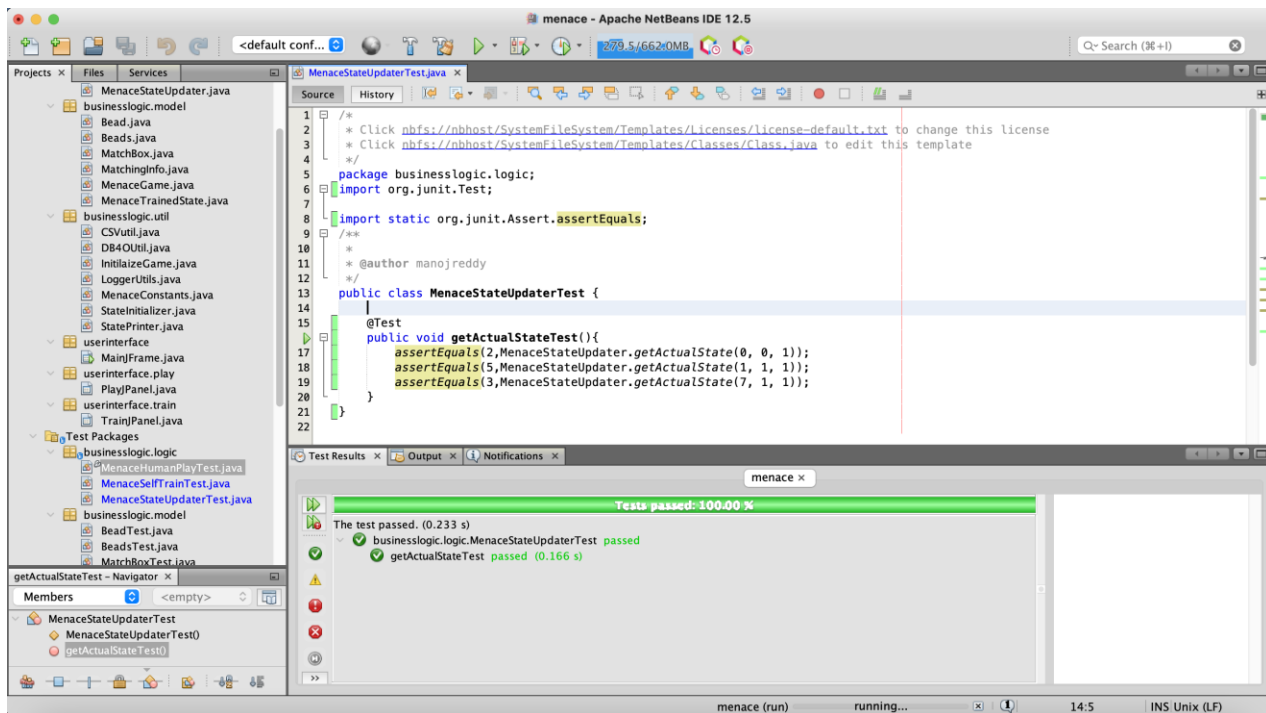 menace - Apache NetBeans IDE 12.5
<default conf...
279.5/662.0MB
Search (⌘+I)
Projects
Files
Services
MenaceStateUpdater.java
businesslogic.model
Bead.java
Beads.java
MatchBox.java
MatchingInfo.java
MenaceGame.java
MenaceTrainedState.java
businesslogic.util
CSVutil.java
DB4OUtil.java
InitilaizeGame.java
LoggerUtils.java
MenaceConstants.java
StateInitializer.java
StatePrinter.java
userinterface
MainJFrame.java
userinterface.play
PlayJPanel.java
userinterface.train
TrainJPanel.java
Test Packages
businesslogic.logic
MenaceHumanPlayTest.java
MenaceSelfTrainTest.java
MenaceStateUpdaterTest.java
businesslogic.model
BeadTest.java
BeadsTest.java
MatchBoxTest.java
getActualStateTest - Navigator
Members
<empty>
MenaceStateUpdaterTest
MenaceStateUpdaterTest()
getActualStateTest()
MenaceStateUpdaterTest.java
Source
History
1 /*
2 * Click nbfs://nbhost/SystemFileSystem/Templates/Licenses/license-default.txt to change this license
3 * Click nbfs://nbhost/SystemFileSystem/Templates/Classes/Class.java to edit this template
4 */
5 package businesslogic.logic;
6 import org.junit.Test;
7
8 import static org.junit.Assert.assertEquals;
9 /**
10 *
11 * @author manojreddy
12 */
13 public class MenaceStateUpdaterTest {
14
15 @Test
public void getActualStateTest(){
17 assertEquals(2,MenaceStateUpdater.getActualState(0, 0, 1));
18 assertEquals(5,MenaceStateUpdater.getActualState(1, 1, 1));
19 assertEquals(3,MenaceStateUpdater.getActualState(7, 1, 1));
20 }
21 }
22
Test Results
Output
Notifications
menace
Tests passed: 100.00 %
The test passed. (0.233 s)
businesslogic.logic.MenaceStateUpdaterTest passed
getActualStateTest passed (0.166 s)
menace (run)
running...
14:5
INS Unix (LF)